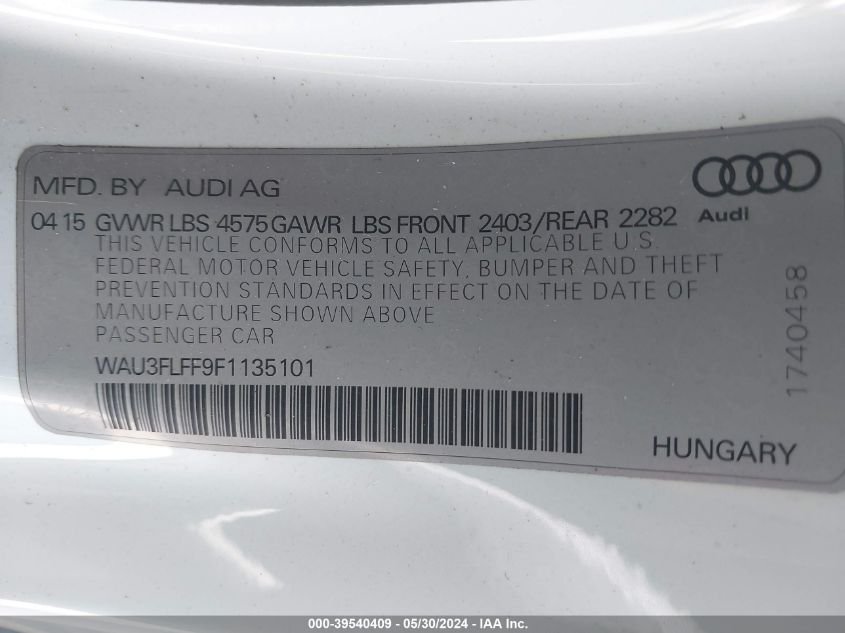 MFD. BY AUDI AG
04 15 GVWR LBS 4575 GAWR LBS FRONT 2403/REAR 2282
Audi
THIS VEHICLE CONFORMS TO ALL APPLICABLE U.S.
FEDERAL MOTOR VEHICLE SAFETY, BUMPER AND THEFT
PREVENTION STANDARDS IN EFFECT ON THE DATE OF
MANUFACTURE SHOWN ABOVE
PASSENGER CAR
WAU3FLFF9F1135101
HUNGARY
1740458
000-39540409 - 05/30/2024 - IAA Inc.